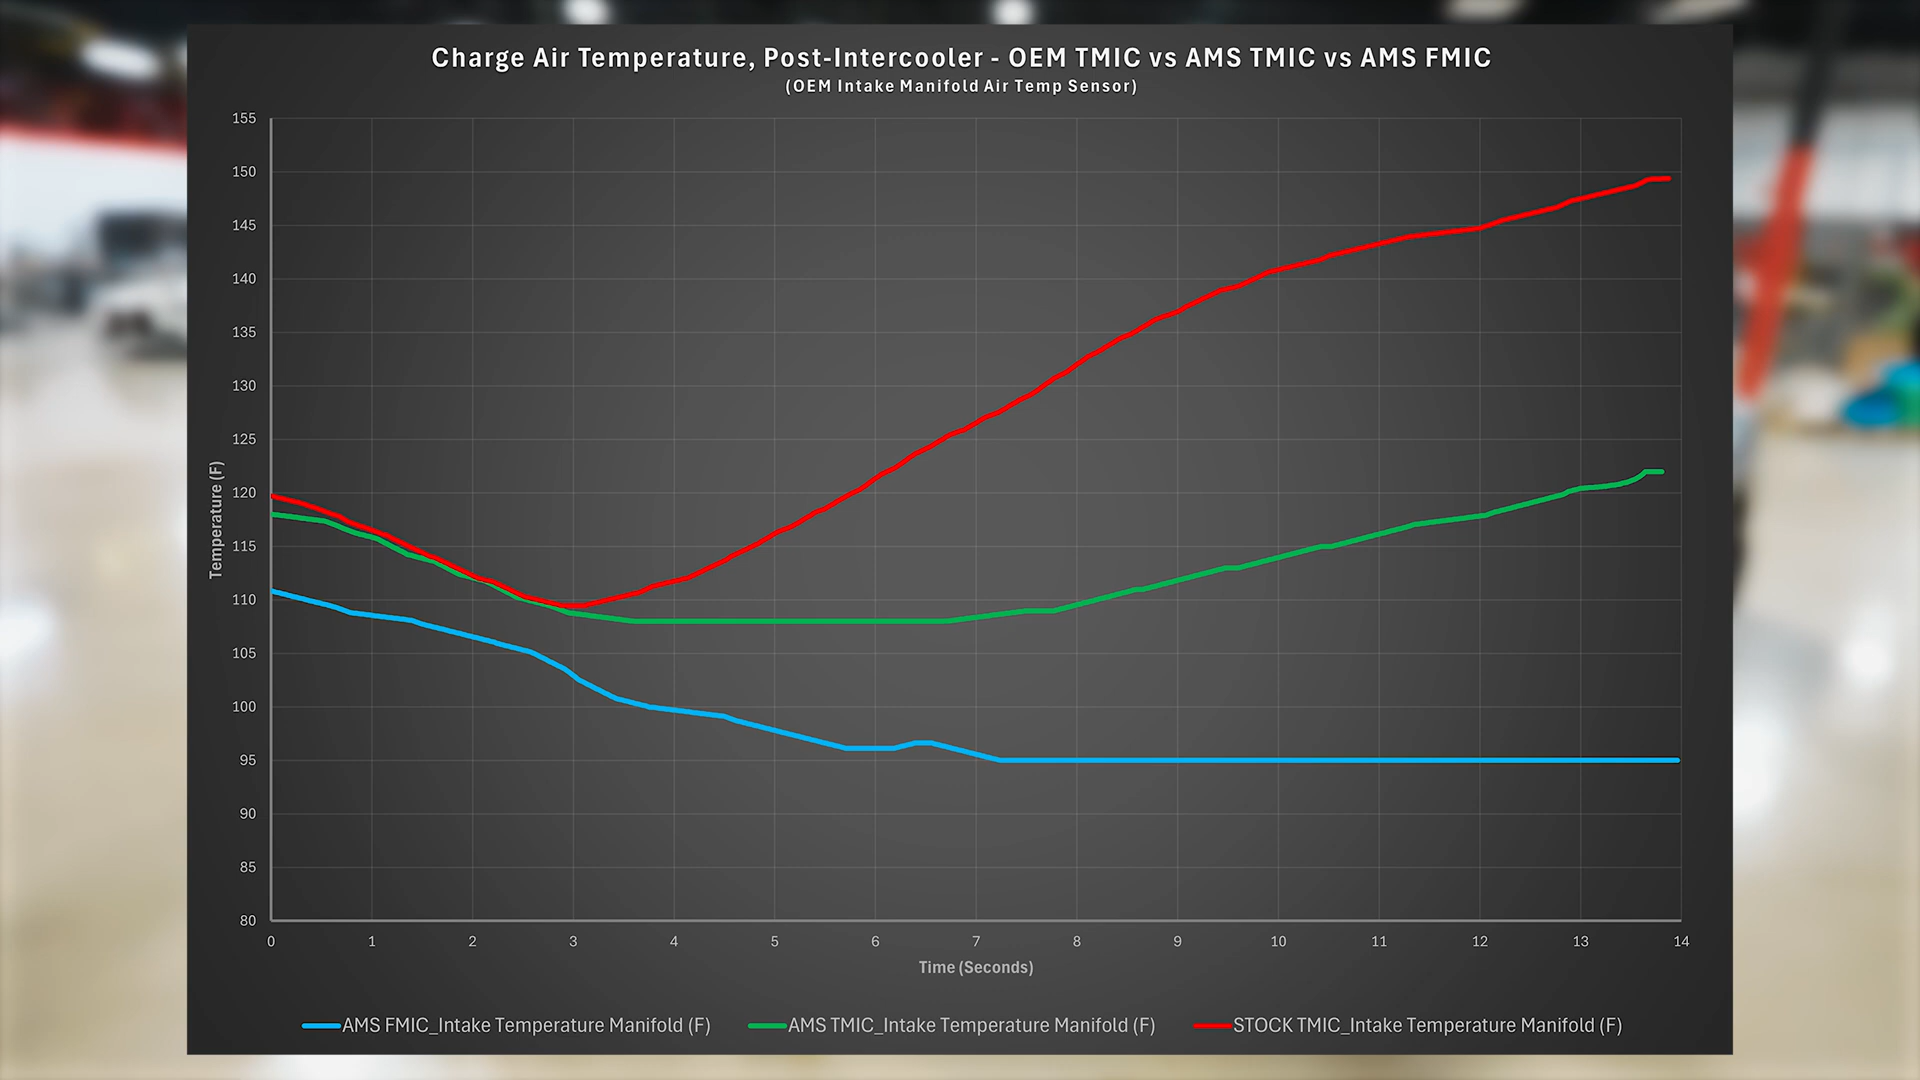 Charge Air Temperature, Post-Intercooler - OEM TMIC vs AMS TMIC vs AMS FMIC
(OEM Intake Manifold Air Temp Sensor)
155
150
145
140
135
130
125
120
115
110
105
100
95
90
85
80
Temperature (F)
0 1 2 3 4 5 6 7 8 9 10 11 12 13 14
Time (Seconds)
AMS FMIC_Intake Temperature Manifold (F) AMS TMIC_Intake Temperature Manifold (F) STOCK TMIC_Intake Temperature Manifold (F)